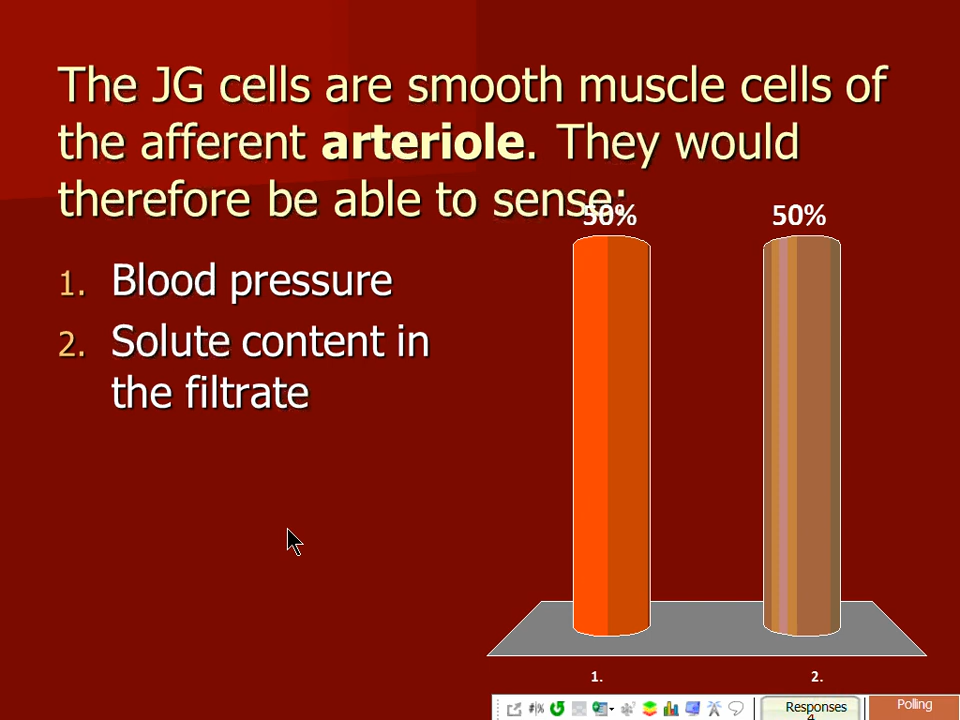 The JG cells are smooth muscle cells of
the afferent arteriole. They would
therefore be able to sense:
50%
50%
1. Blood pressure
2. Solute content in
the filtrate
1.
2.
Responses
4
Polling